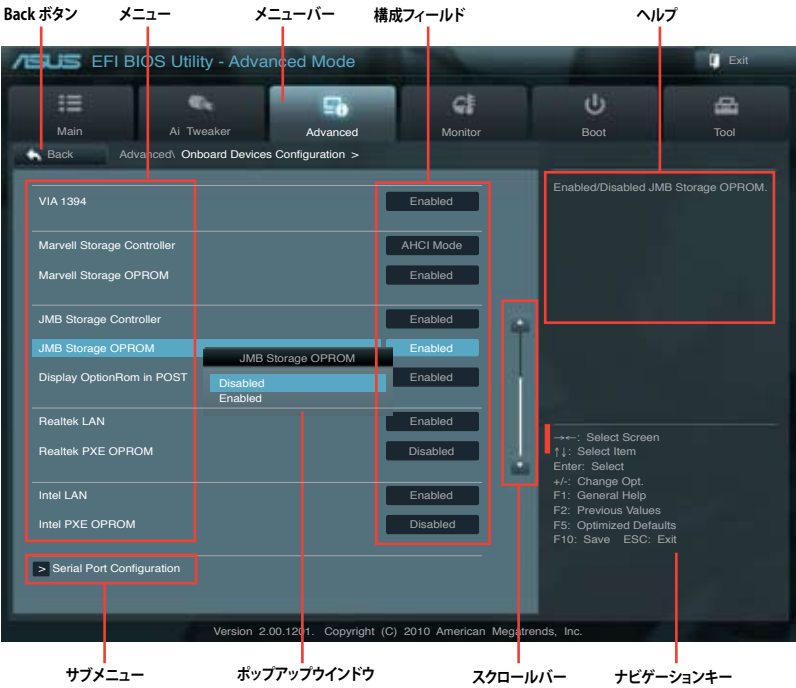 Back ボタン メニュー メニューバー 構成フィールド ヘルプ
ASUS EFI BIOS Utility - Advanced Mode Exit
Main Ai Tweaker Advanced Monitor Boot Tool
Back Advanced\ Onboard Devices Configuration >
VIA 1394 Enabled
Enabled/Disabled JMB Storage OPROM.
Marvell Storage Controller AHCI Mode
Marvell Storage OPROM Enabled
JMB Storage Controller Enabled
JMB Storage OPROM Enabled
JMB Storage OPROM
Disabled
Enabled
Display OptionRom in POST Enabled
Realtek LAN Enabled
Realtek PXE OPROM Disabled
Intel LAN Enabled
Intel PXE OPROM Disabled
> Serial Port Configuration
→←: Select Screen
↑↓: Select Item
Enter: Select
+/-: Change Opt.
F1: General Help
F2: Previous Values
F5: Optimized Defaults
F10: Save ESC: Exit
Version 2.00.1201. Copyright (C) 2010 American Megatrends, Inc.
サブメニュー ポップアップウインドウ スクロールバー ナビゲーションキー